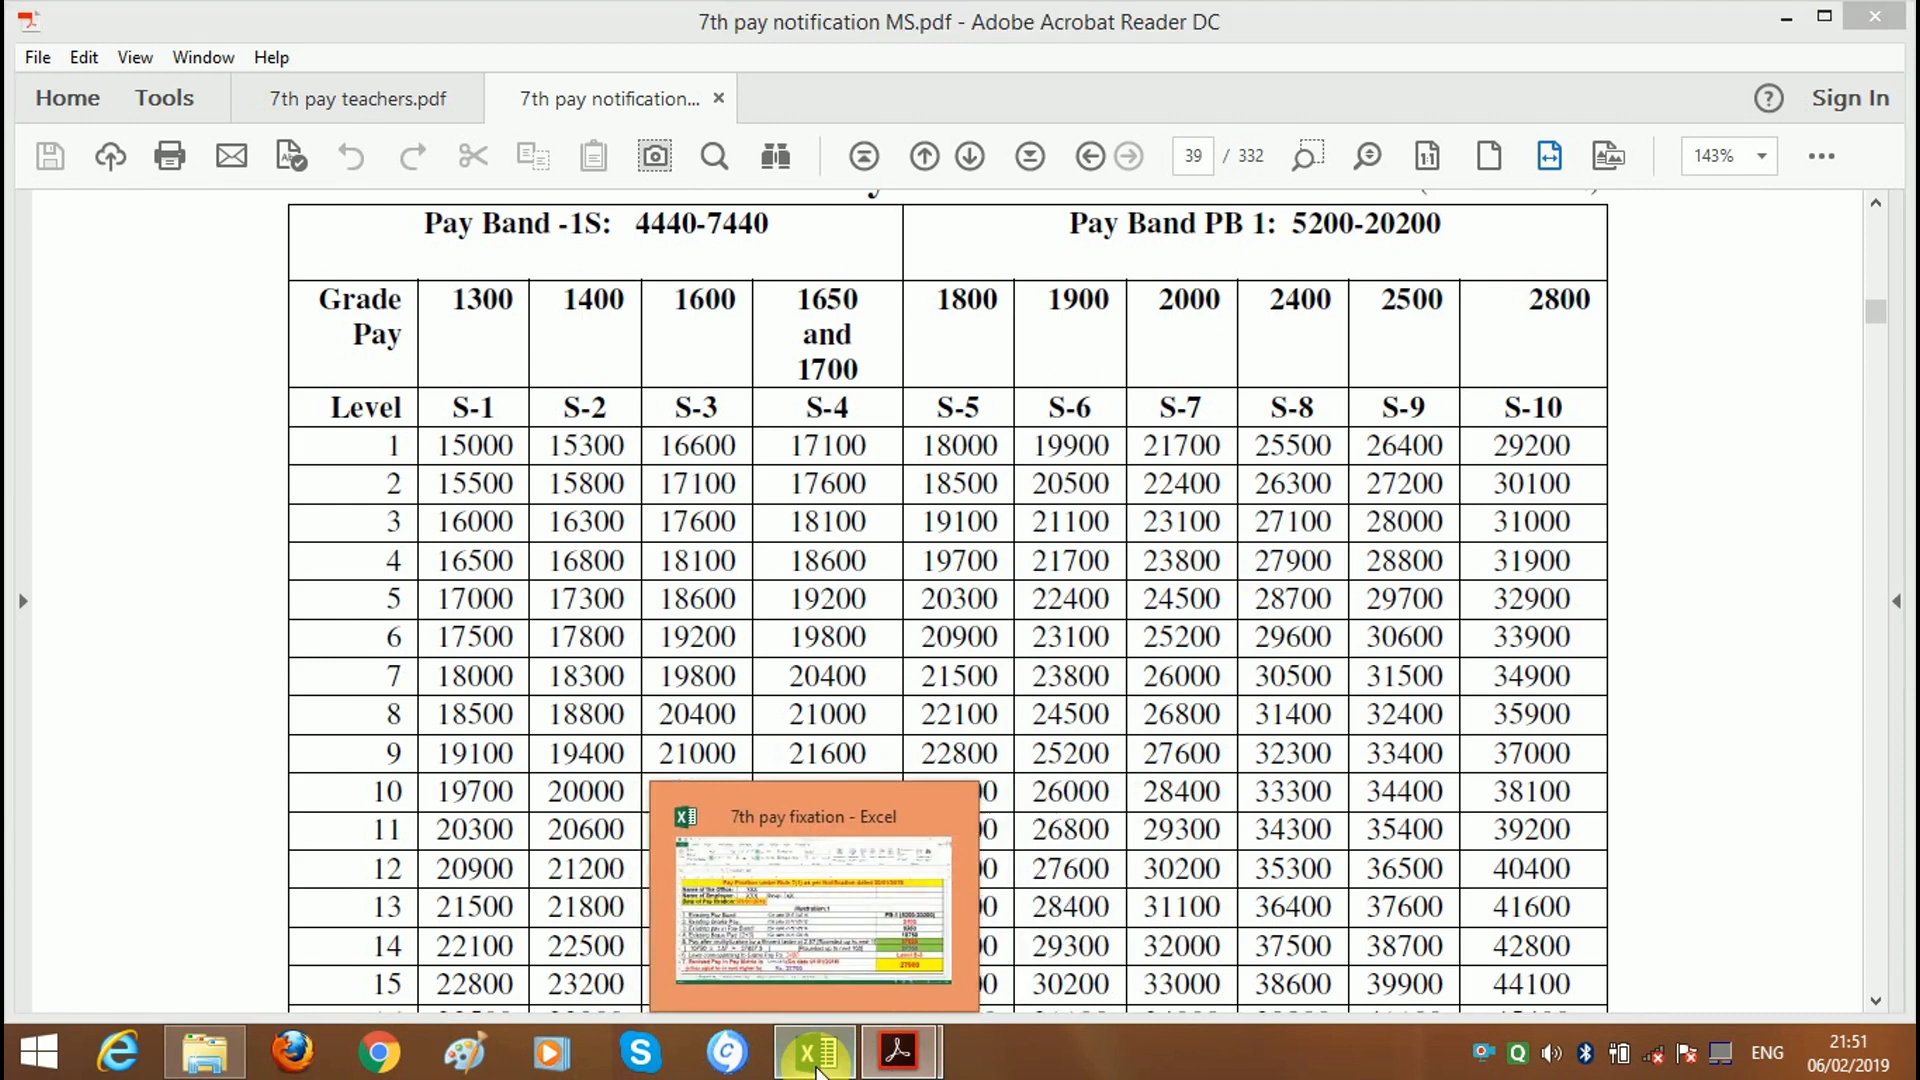 7th pay notification MS.pdf - Adobe Acrobat Reader DC
File Edit View Window Help
Home Tools 7th pay teachers.pdf 7th pay notification... × Sign In
39 / 332 143%
Pay Band -1S: 4440-7440 Pay Band PB 1: 5200-20200
Grade Pay 1300 1400 1600 1650 and 1700 1800 1900 2000 2400 2500 2800
Level S-1 S-2 S-3 S-4 S-5 S-6 S-7 S-8 S-9 S-10
1 15000 15300 16600 17100 18000 19900 21700 25500 26400 29200
2 15500 15800 17100 17600 18500 20500 22400 26300 27200 30100
3 16000 16300 17600 18100 19100 21100 23100 27100 28000 31000
4 16500 16800 18100 18600 19700 21700 23800 27900 28800 31900
5 17000 17300 18600 19200 20300 22400 24500 28700 29700 32900
6 17500 17800 19200 19800 20900 23100 25200 29600 30600 33900
7 18000 18300 19800 20400 21500 23800 26000 30500 31500 34900
8 18500 18800 20400 21000 22100 24500 26800 31400 32400 35900
9 19100 19400 21000 21600 22800 25200 27600 32300 33400 37000
10 19700 20000 26000 28400 33300 34400 38100
11 20300 20600 26800 29300 34300 35400 39200
12 20900 21200 27600 30200 35300 36500 40400
13 21500 21800 28400 31100 36400 37600 41600
14 22100 22500 29300 32000 37500 38700 42800
15 22800 23200 30200 33000 38600 39900 44100
7th pay fixation - Excel
ENG
21:51
06/02/2019